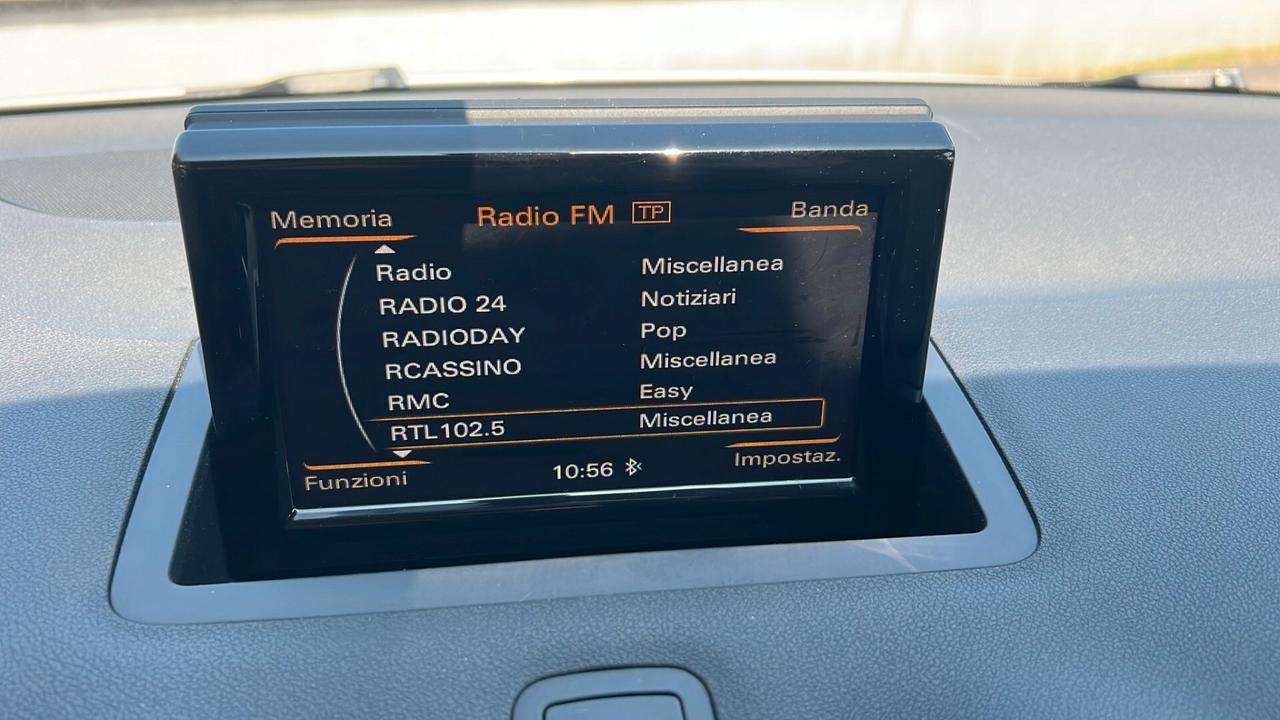 Memoria Radio FM TP Banda
Radio Miscellanea
RADIO 24 Notiziari
RADIODAY Pop
RCASSINO Miscellanea
RMC Easy
RTL102.5 Miscellanea
Funzioni 10:56 Impostaz.